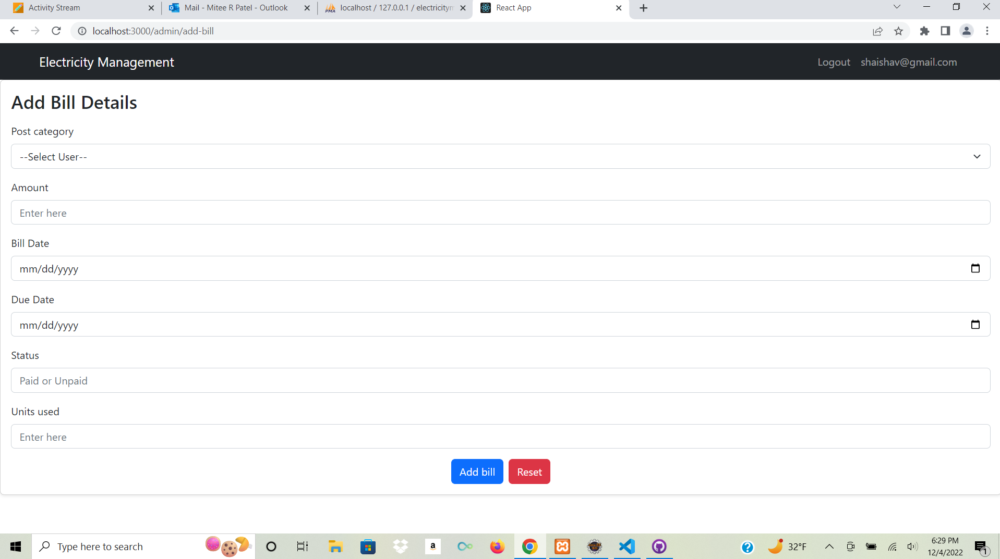 Activity Stream
Mail - Mitee R Patel - Outlook
PMA
localhost / 127.0.0.1 / electricitym
React App
localhost:3000/admin/add-bill
Electricity Management
Logout
shaishav@gmail.com
Add Bill Details
Post category
--Select User--
Amount
Enter here
Bill Date
mm/dd/yyyy
Due Date
mm/dd/yyyy
Status
Paid or Unpaid
Units used
Enter here
Add bill
Reset
Type here to search
a
32°F
6:29 PM
12/4/2022
1